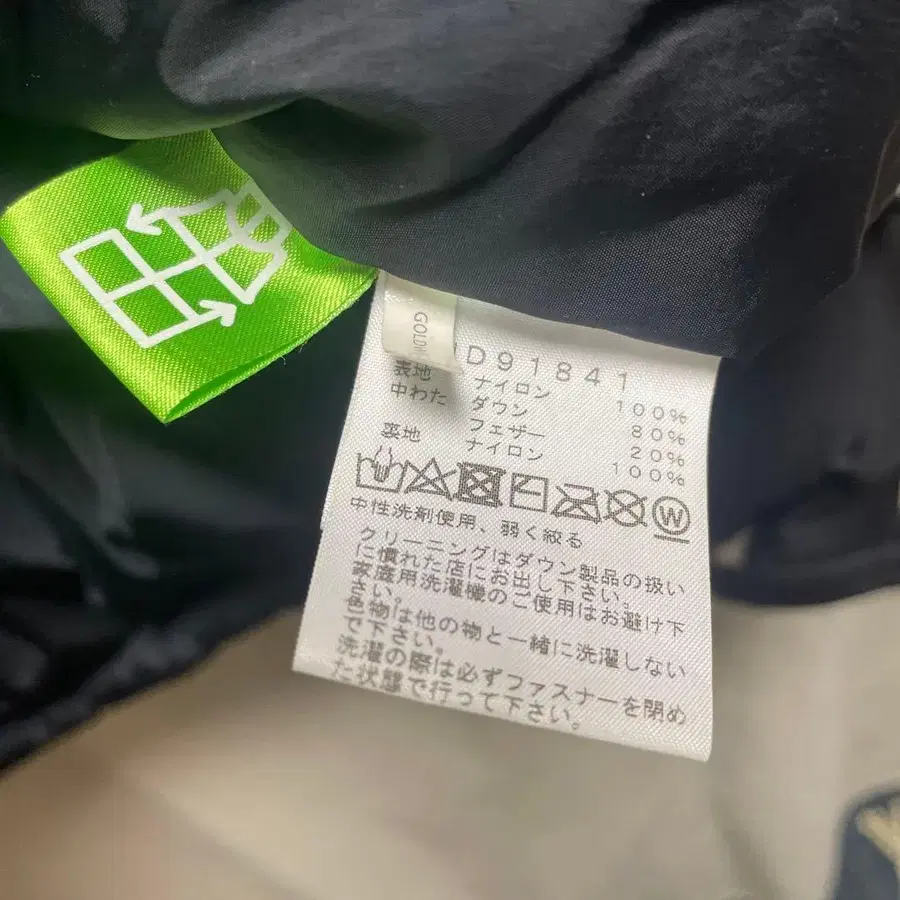 GOLD
D91841
表地 ナイロン 100%
中わた ダウン 80%
フェザー 20%
裏地 ナイロン 100%
W
中性洗剤使用、弱く絞る
クリーニングはダウン製品の扱い
に慣れた店にお出し下さい。
家庭用洗濯機のご使用はお避け下
色物は他の物と一緒に洗濯しない
で下さい。
洗濯の際は必ずファスナーを閉め
た状態で行って下さい。